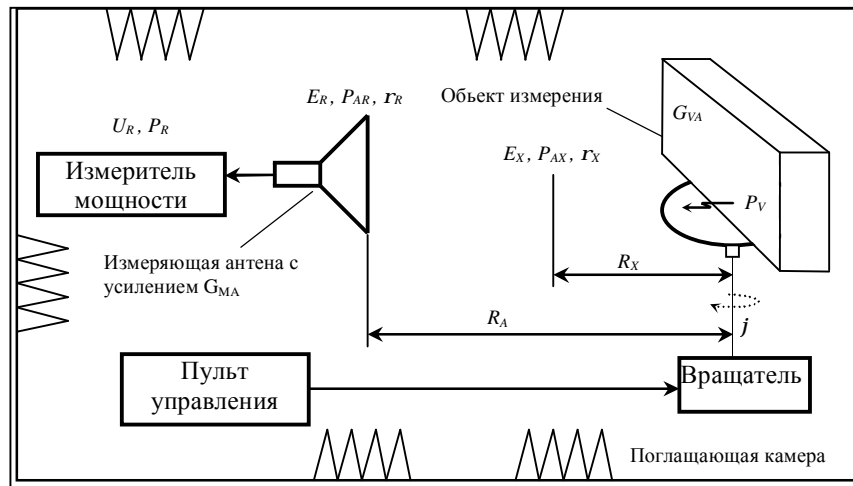 E_R, P_AR, r_R
Обьект измерения
G_VA
U_R, P_R
E_X, P_AX, r_X
Измеритель
мощности
P_V
Измеряющая антена с
усилением G_MA
R_X
R_A
j
Пульт
управления
Вращатель
Поглащающая камера